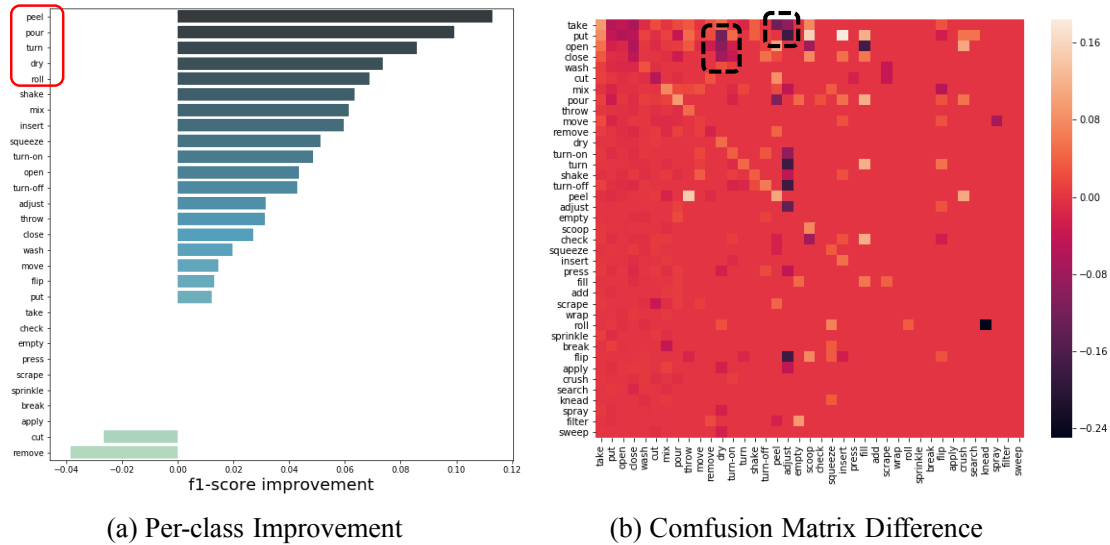 peel
pour
turn
dry
roll
shake
mix
insert
squeeze
turn-on
open
turn-off
adjust
throw
close
wash
move
flip
put
take
check
empty
press
scrape
sprinkle
break
apply
cut
remove
−0.04 −0.02 0.00 0.02 0.04 0.06 0.08 0.10 0.12
f1-score improvement
(a) Per-class Improvement
take
put
open
close
wash
cut
mix
pour
throw
move
remove
dry
turn-on
turn
shake
turn-off
peel
adjust
empty
scoop
check
squeeze
insert
press
fill
add
scrape
wrap
roll
sprinkle
break
flip
apply
crush
search
knead
spray
filter
sweep
take
put
open
close
wash
cut
mix
pour
throw
move
remove
dry
turn-on
turn
shake
turn-off
peel
adjust
empty
scoop
check
squeeze
insert
press
fill
add
scrape
wrap
roll
sprinkle
break
flip
apply
crush
search
knead
spray
filter
sweep
0.16
0.08
0.00
−0.08
−0.16
−0.24
(b) Comfusion Matrix Difference